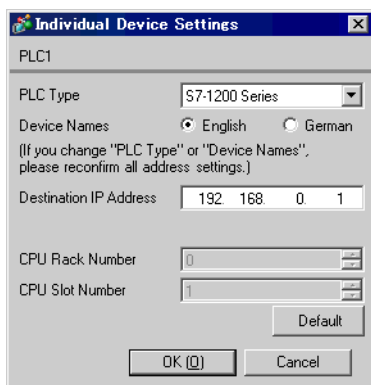 Individual Device Settings
PLC1
PLC Type S7-1200 Series
Device Names English German
(If you change "PLC Type" or "Device Names",
please reconfirm all address settings.)
Destination IP Address 192. 168. 0. 1
CPU Rack Number 0
CPU Slot Number 1
Default
OK (O) Cancel